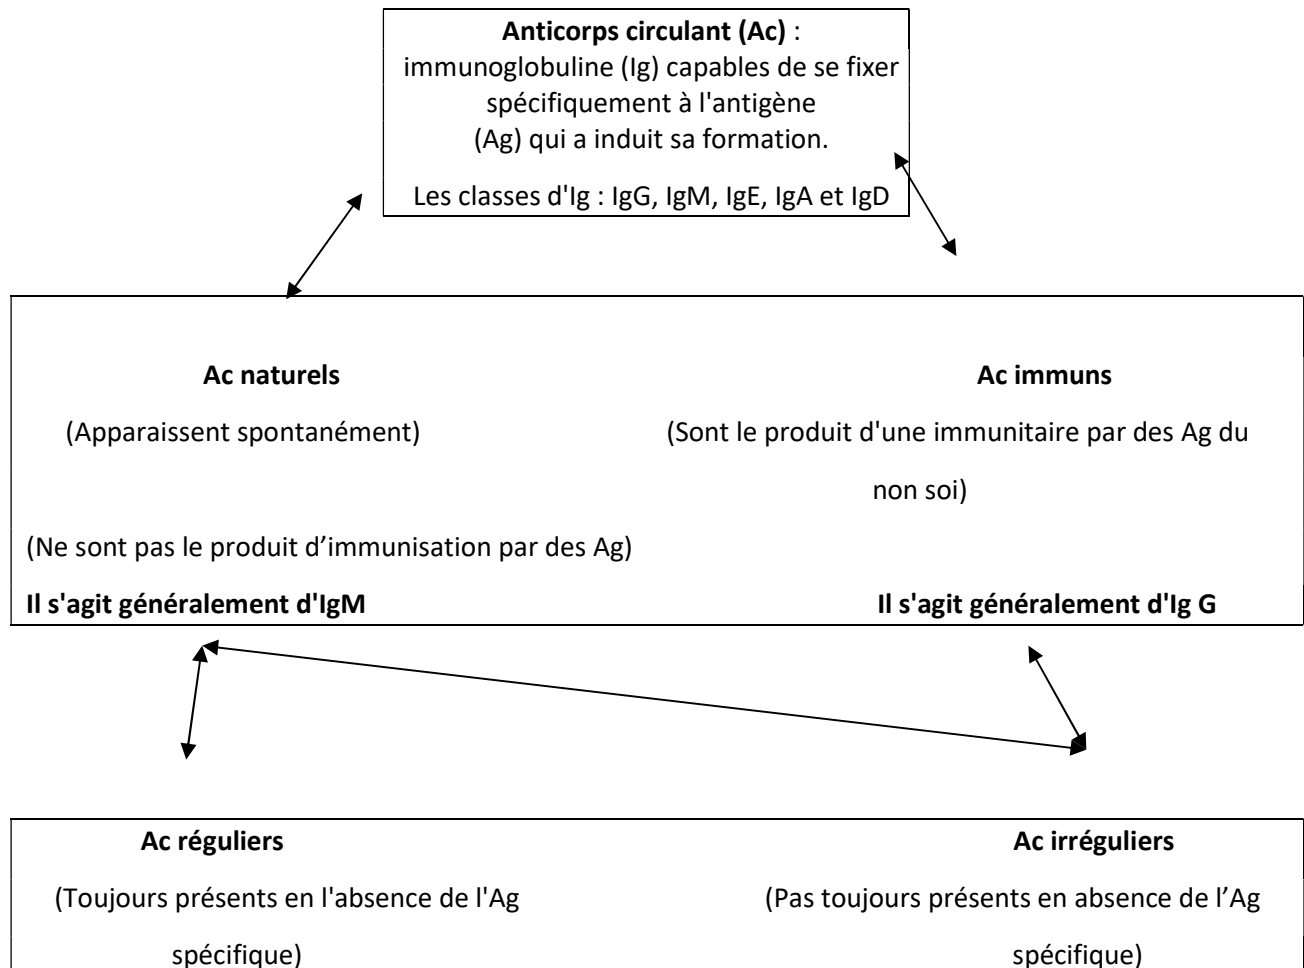 Anticorps circulant (Ac) :
immunoglobuline (Ig) capables de se fixer
spécifiquement à l'antigène
(Ag) qui a induit sa formation.
Les classes d'Ig : IgG, IgM, IgE, IgA et IgD
Ac naturels
Ac immuns
(Apparaissent spontanément)
(Sont le produit d'une immunitaire par des Ag du
non soi)
(Ne sont pas le produit d’immunisation par des Ag)
Il s'agit généralement d'IgM
Il s'agit généralement d'Ig G
Ac réguliers
Ac irréguliers
(Toujours présents en l'absence de l'Ag
spécifique)
(Pas toujours présents en absence de l’Ag
spécifique)